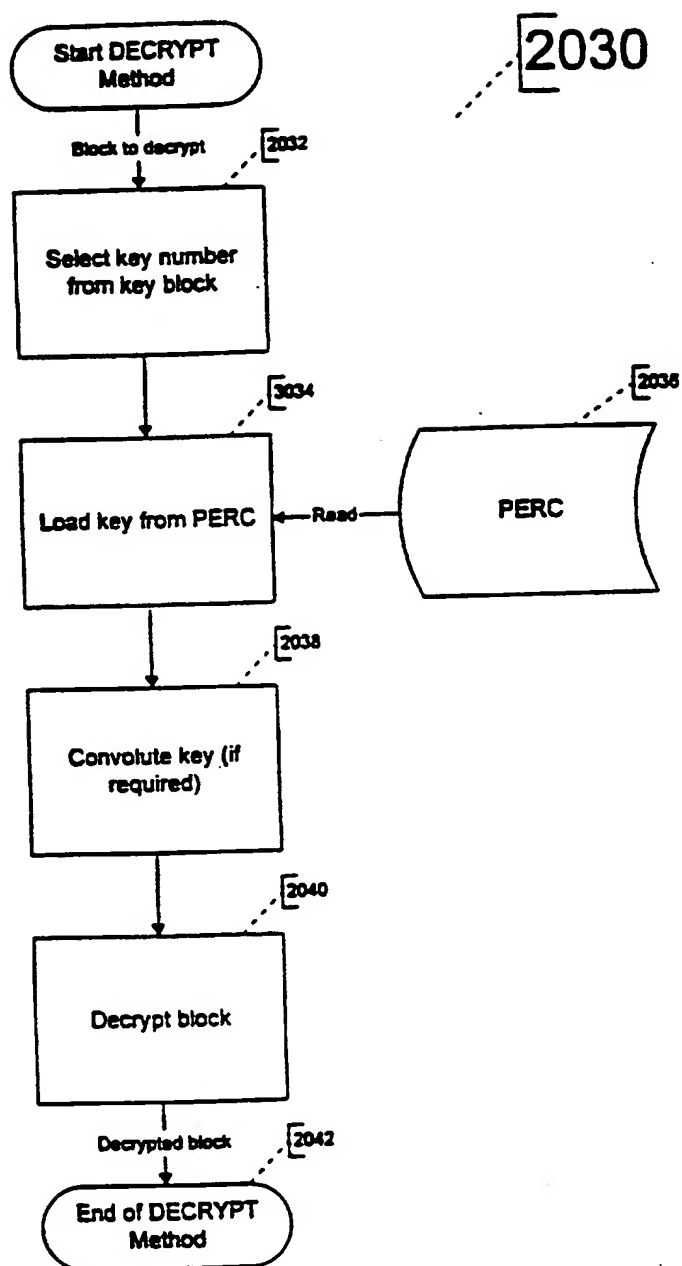 Start DECRYPT
Method
2030
Block to decrypt
2032
Select key number
from key block
3034
2036
Load key from PERC
Read
PERC
2038
Convolute key (if
required)
2040
Decrypt block
Decrypted block
2042
End of DECRYPT
Method